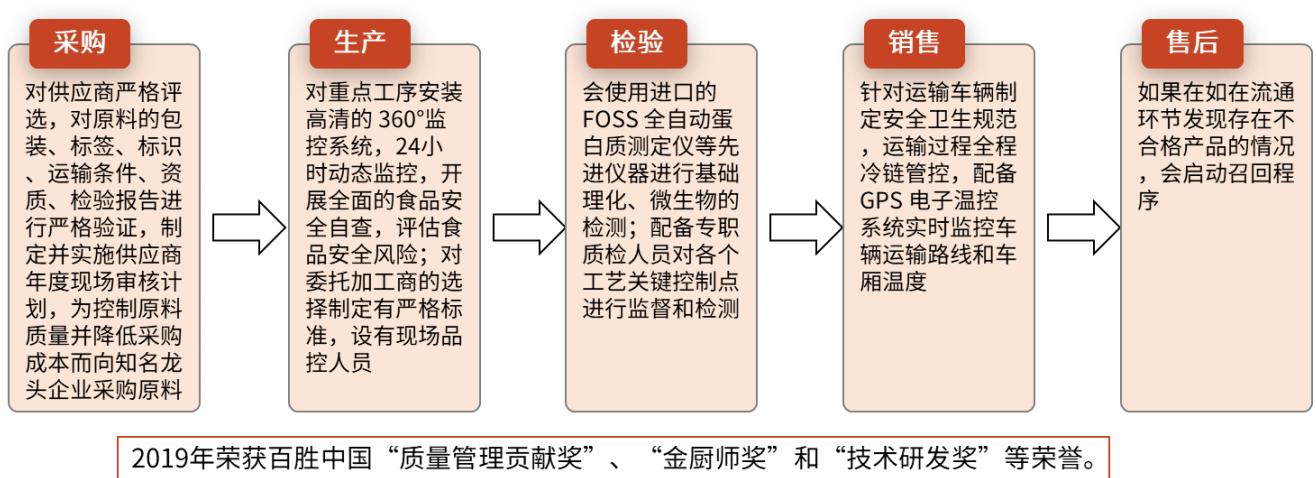 采购
对供应商严格评
选，对原料的包
装、标签、标识
、运输条件、资
质、检验报告进
行严格验证，制
定并实施供应商
年度现场审核计
划，为控制原料
质量并降低采购
成本而向知名龙
头企业采购原料
生产
对重点工序安装
高清的 360°监
控系统，24小
时动态监控，开
展全面的食品安
全自查，评估食
品安全风险；对
委托加工商的选
择制定有严格标
准，设有现场品
控人员
检验
会使用进口的
FOSS 全自动蛋
白质测定仪等先
进仪器进行基础
理化、微生物的
检测；配备专职
质检人员对各个
工艺关键控制点
进行监督和检测
销售
针对运输车辆制
定安全卫生规范
，运输过程全程
冷链管控，配备
GPS 电子温控
系统实时监控车
辆运输路线和车
厢温度
售后
如果在如在流通
环节发现存在不
合格产品的情况
，会启动召回程
序
2019年荣获百胜中国“质量管理贡献奖”、“金厨师奖”和“技术研发奖”等荣誉。